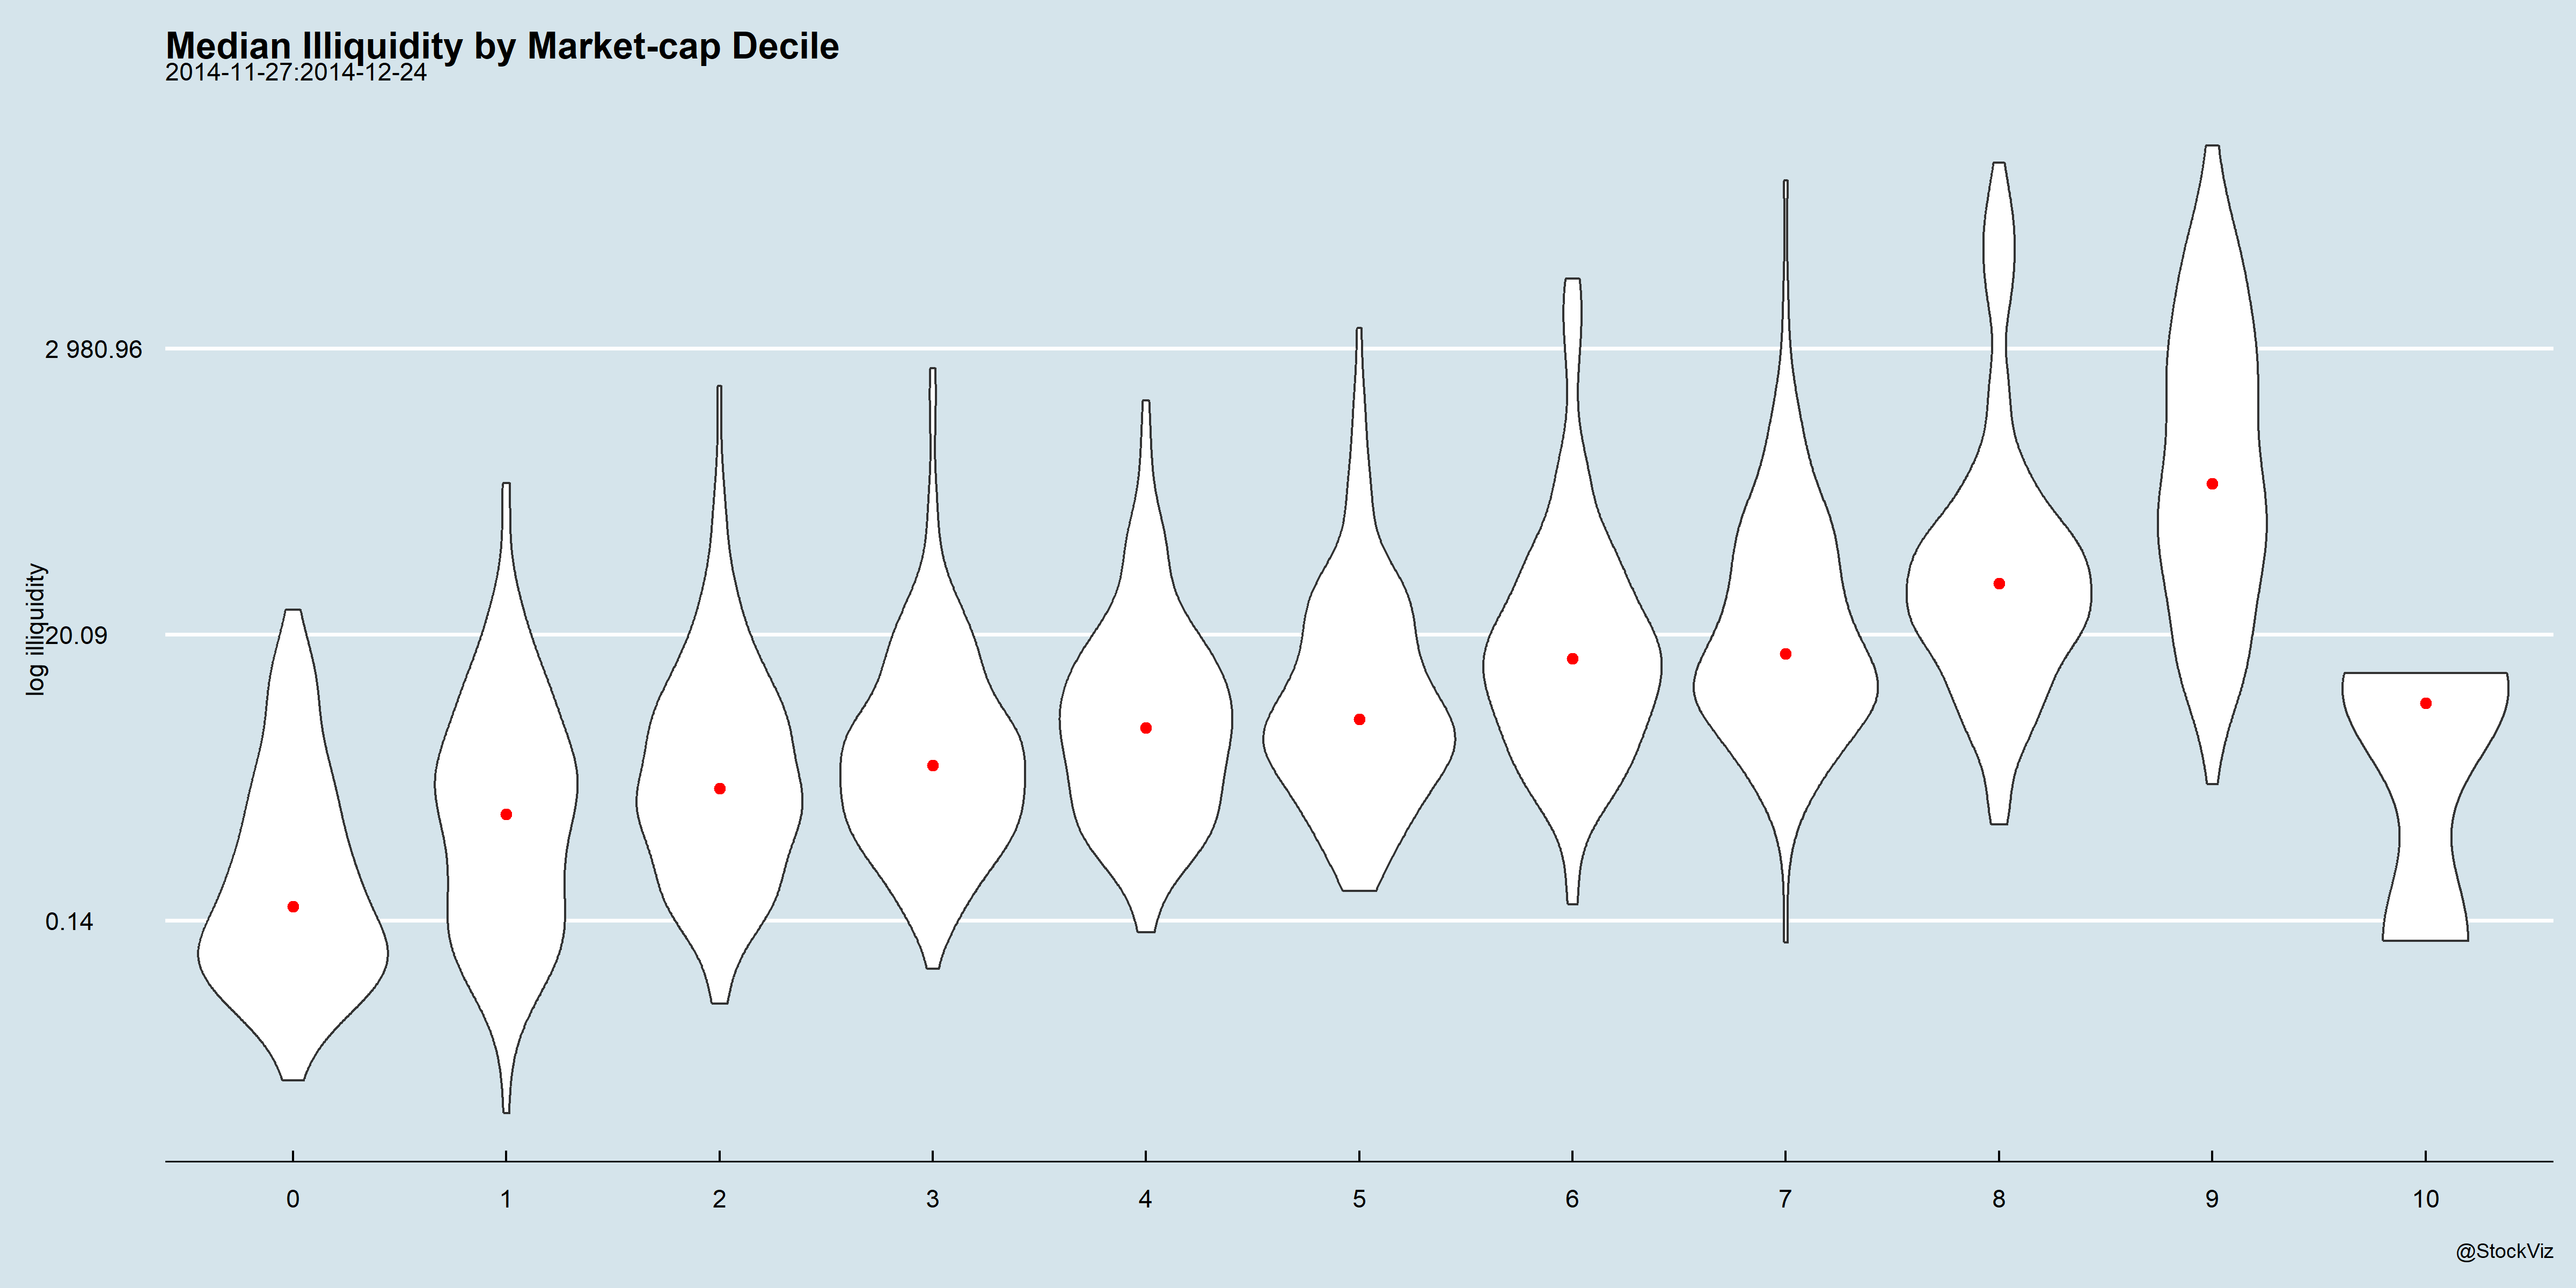 Median Illiquidity by Market-cap Decile
2014-11-27:2014-12-24
log illiquidity
2 980.96
20.09
0.14
0 1 2 3 4 5 6 7 8 9 10
@StockViz